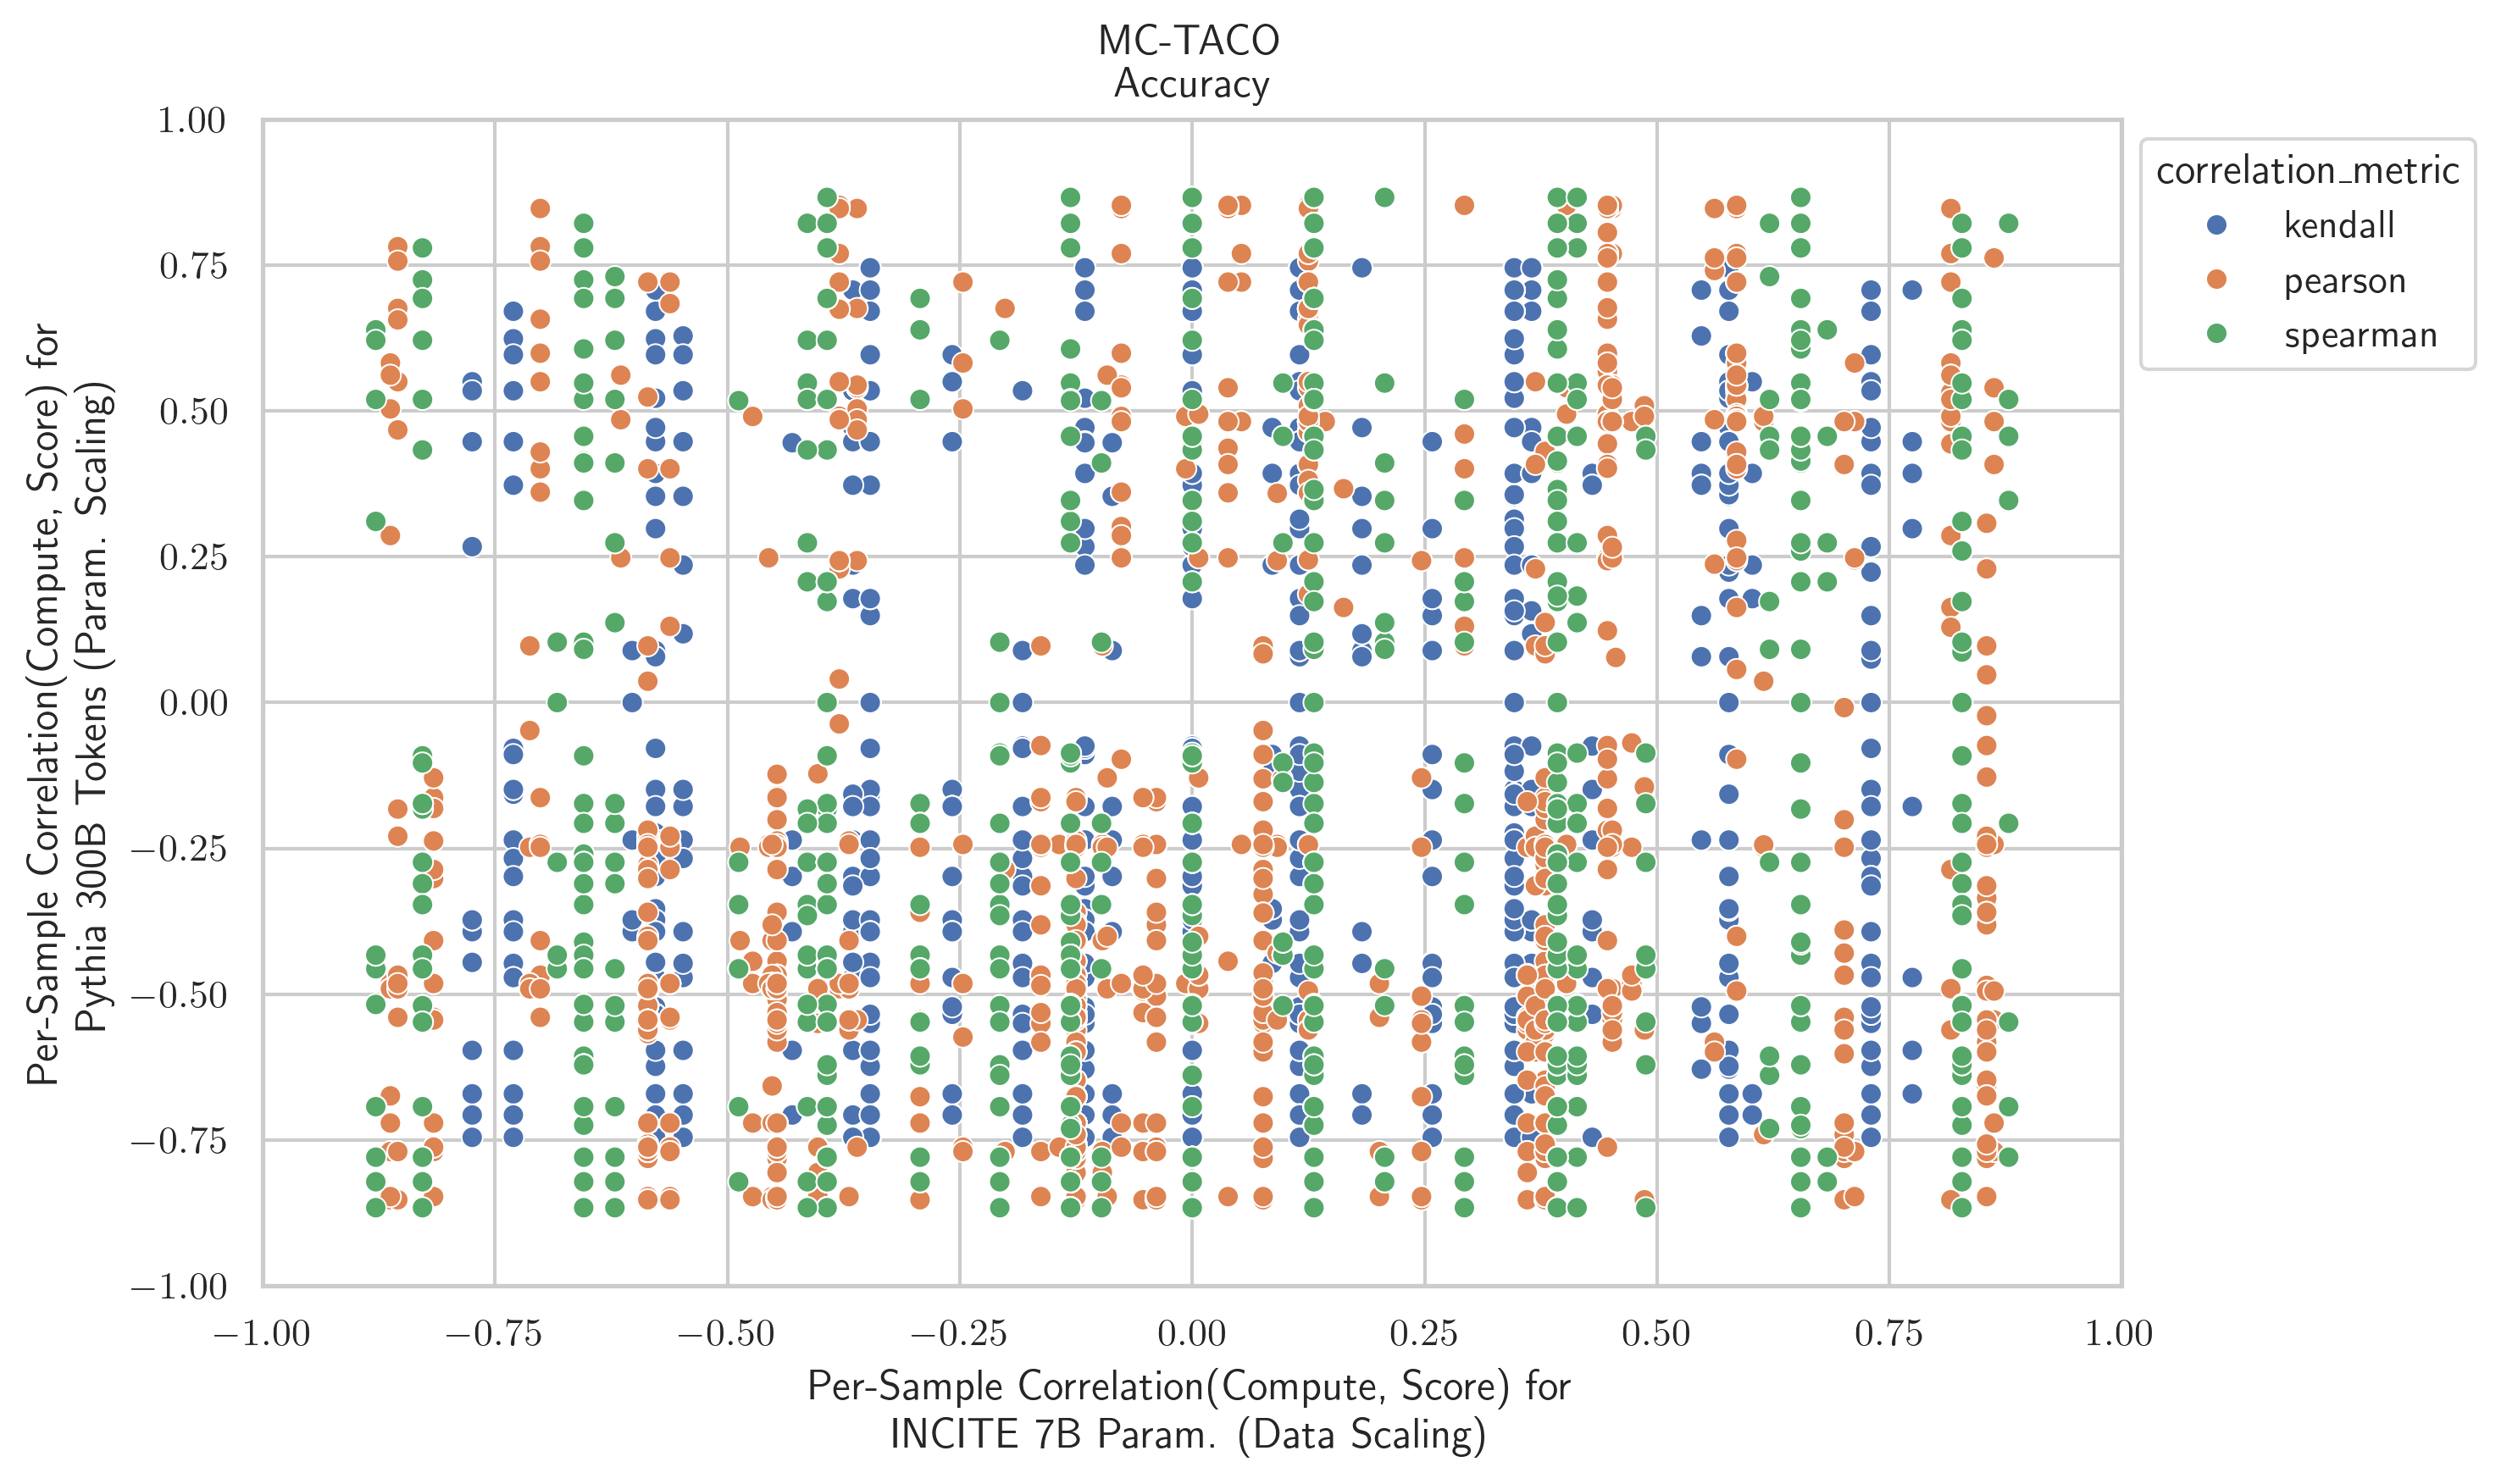 MC-TACO
Accuracy
Per-Sample Correlation(Compute, Score) for
Pythia 300B Tokens (Param. Scaling)
1.00
0.75
0.50
0.25
0.00
−0.25
−0.50
−0.75
−1.00
−1.00 −0.75 −0.50 −0.25 0.00 0.25 0.50 0.75 1.00
Per-Sample Correlation(Compute, Score) for
INCITE 7B Param. (Data Scaling)
correlation_metric
kendall
pearson
spearman